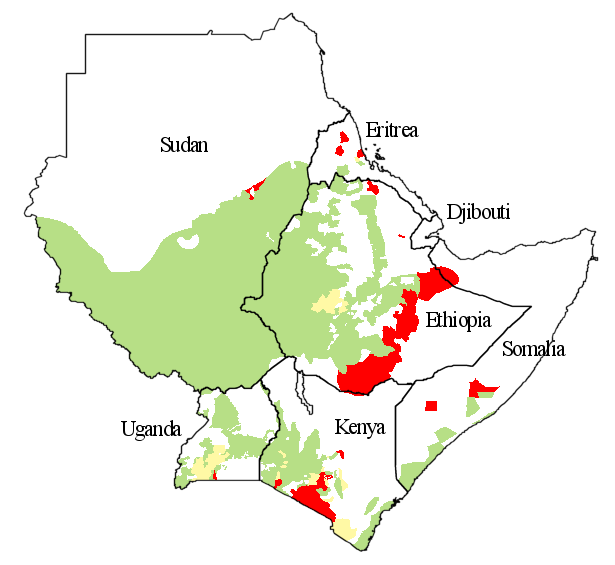 Eritrea
Sudan
Djibouti
Ethiopia
Somalia
Uganda
Kenya